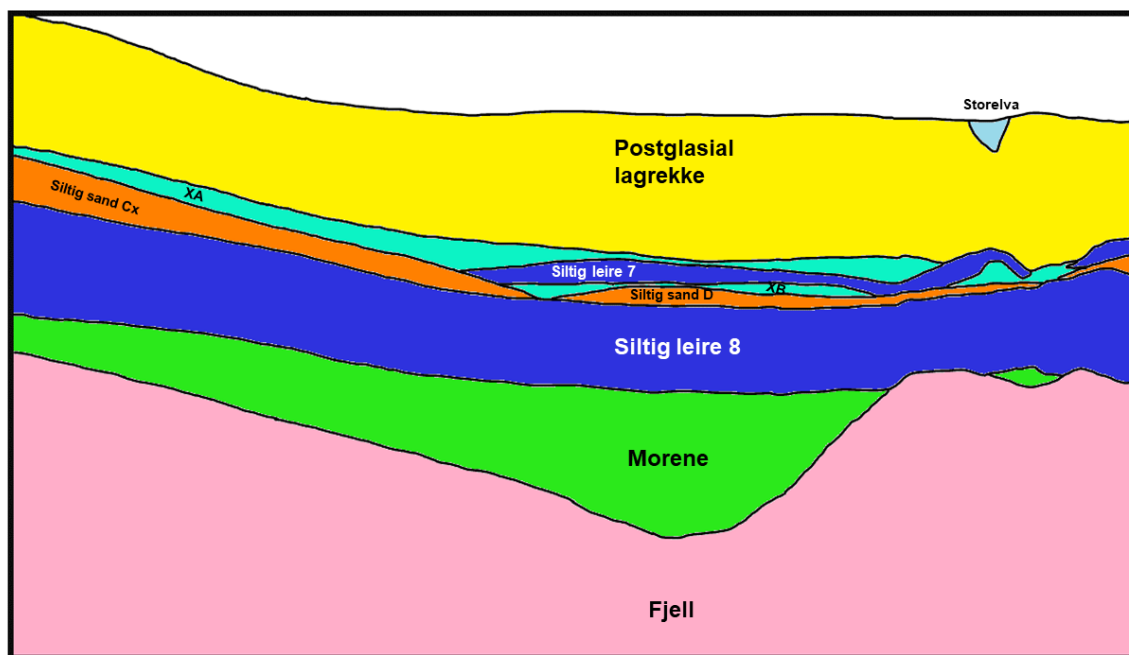 Storelva
Postglasial
lagrekke
XA
Siltig sand Cx
Siltig leire 7
XB
Siltig sand D
Siltig leire 8
Morene
Fjell